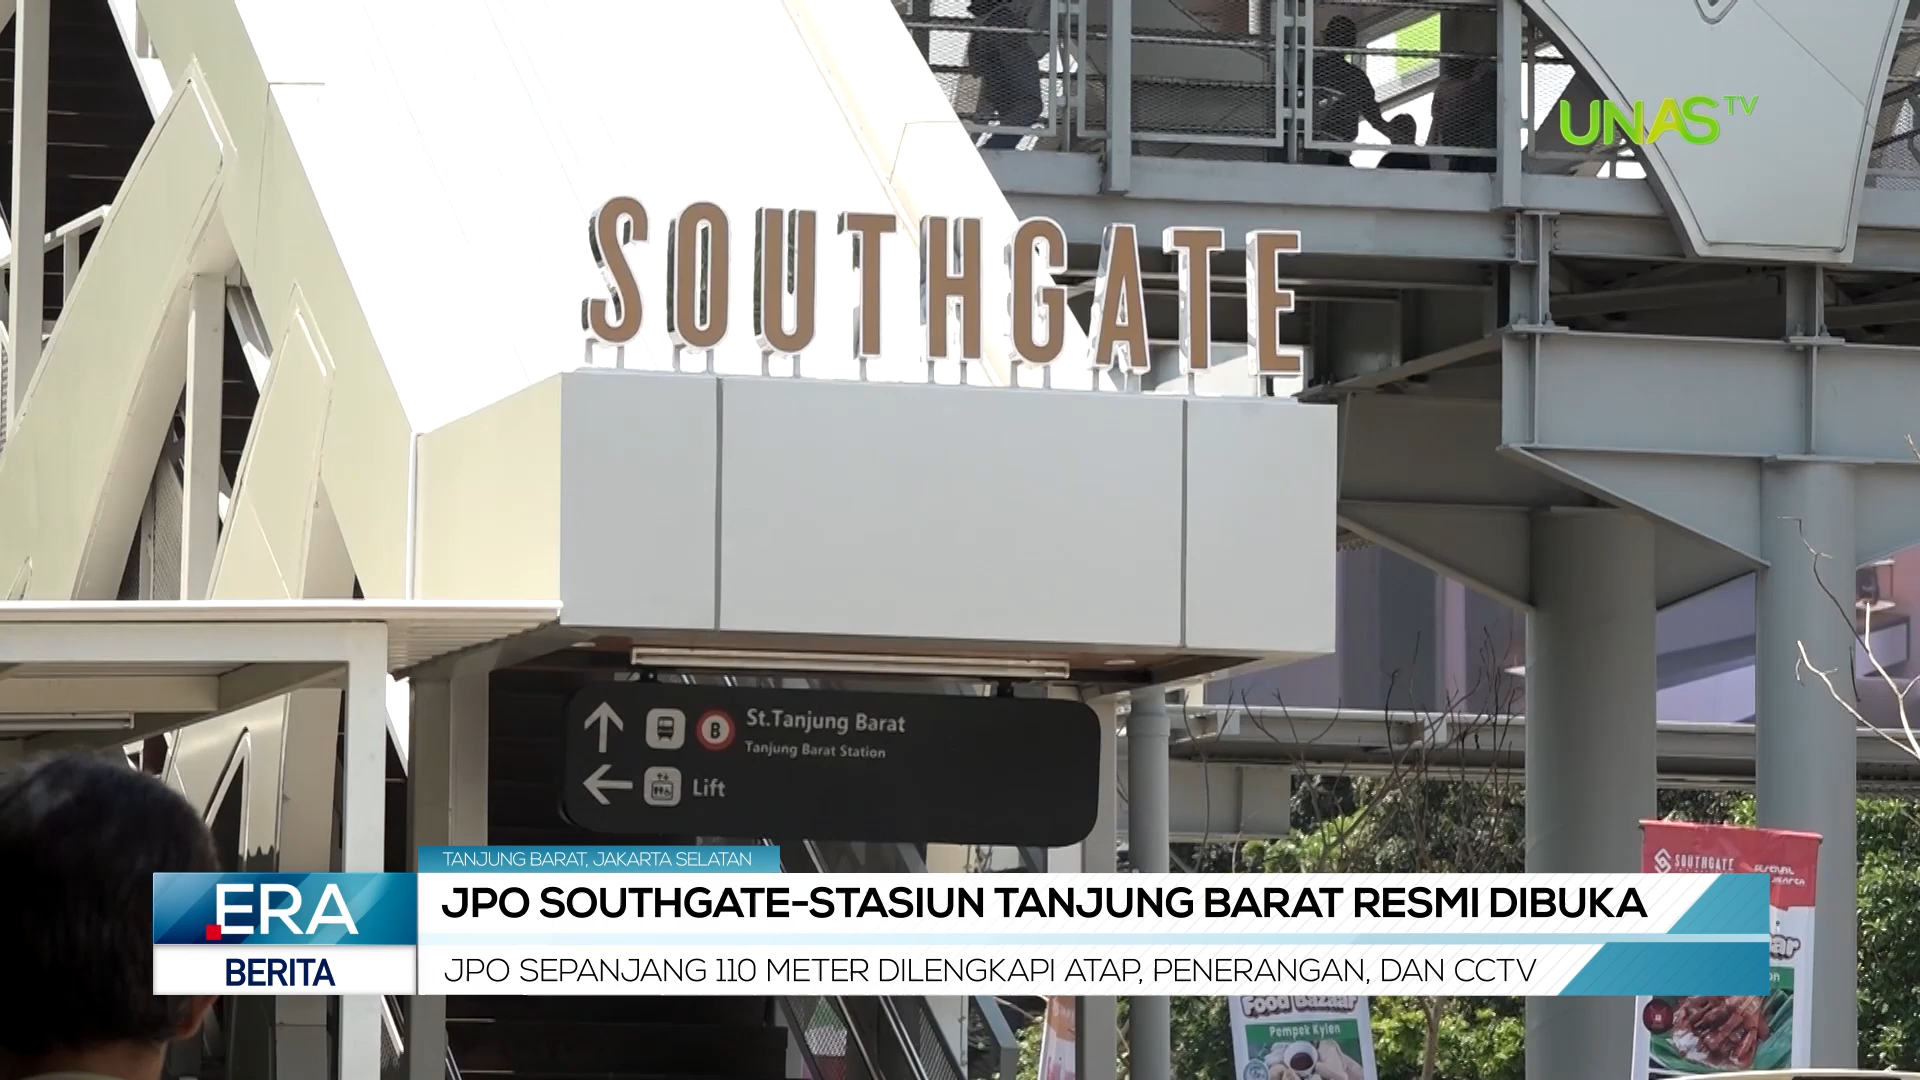 UNAS TV
SOUTHGATE
B St.Tanjung Barat
Tanjung Barat Station
Lift
TANJUNG BARAT, JAKARTA SELATAN
.ERA
BERITA
JPO SOUTHGATE-STASIUN TANJUNG BARAT RESMI DIBUKA
JPO SEPANJANG 110 METER DILENGKAPI ATAP, PENERANGAN, DAN CCTV
SOUTHGATE
Food Bazaar
Pempek Kylen